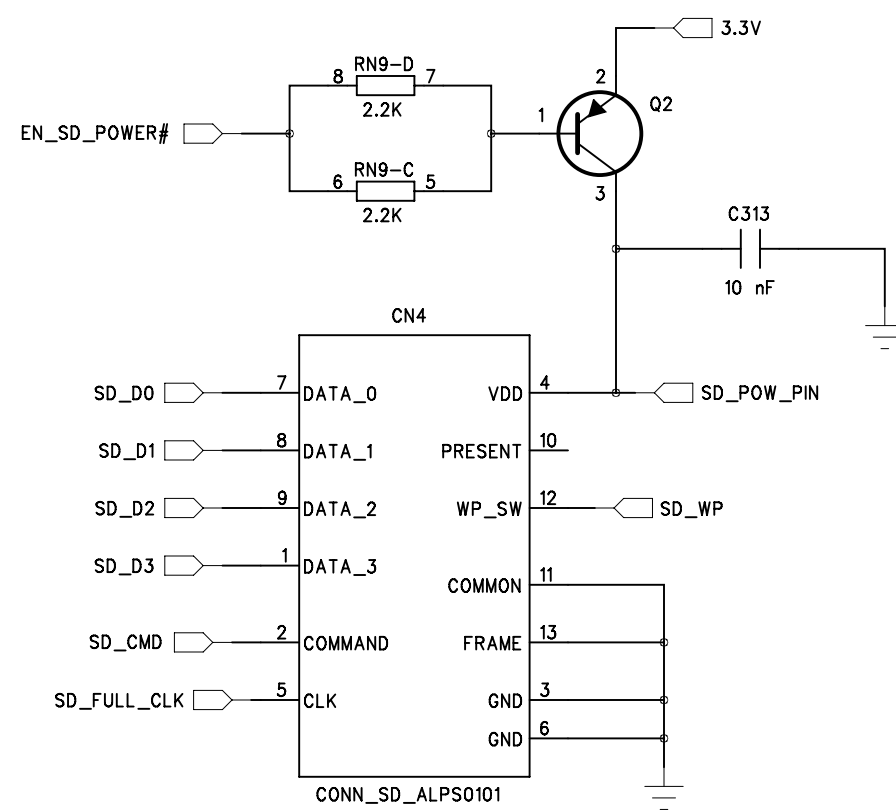 3.3V
RN9-D
8
7
2
Q2
2.2K
1
EN_SD_POWER#
RN9-C
6
5
2.2K
3
C313
10 nF
CN4
SD_D0
7
DATA_0
VDD
4
SD_POW_PIN
SD_D1
8
DATA_1
PRESENT
10
SD_D2
9
DATA_2
WP_SW
12
SD_WP
SD_D3
1
DATA_3
COMMON
11
SD_CMD
2
COMMAND
FRAME
13
SD_FULL_CLK
5
CLK
GND
3
GND
6
CONN_SD_ALPS0101